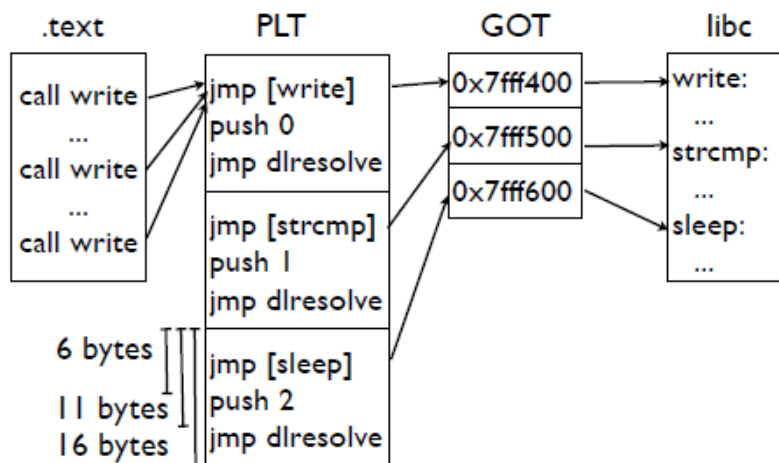 .text
PLT
GOT
libc
call write
...
call write
...
call write
jmp [write]
push 0
jmp dlresolve
jmp [strcmp]
push 1
jmp dlresolve
jmp [sleep]
push 2
jmp dlresolve
0x7fff400
0x7fff500
0x7fff600
write:
...
strcmp:
...
sleep:
...
6 bytes
11 bytes
16 bytes